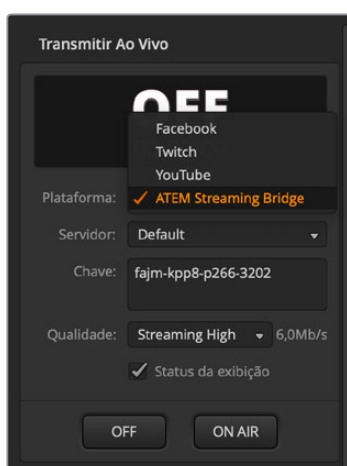 Transmitir Ao Vivo
OFF
Facebook
Twitch
YouTube
Plataforma: ✓ ATEM Streaming Bridge
Servidor: Default
Chave: fajm-kpp8-p266-3202
Qualidade: Streaming High 6,0Mb/s
Status da exibição
OFF ON AIR